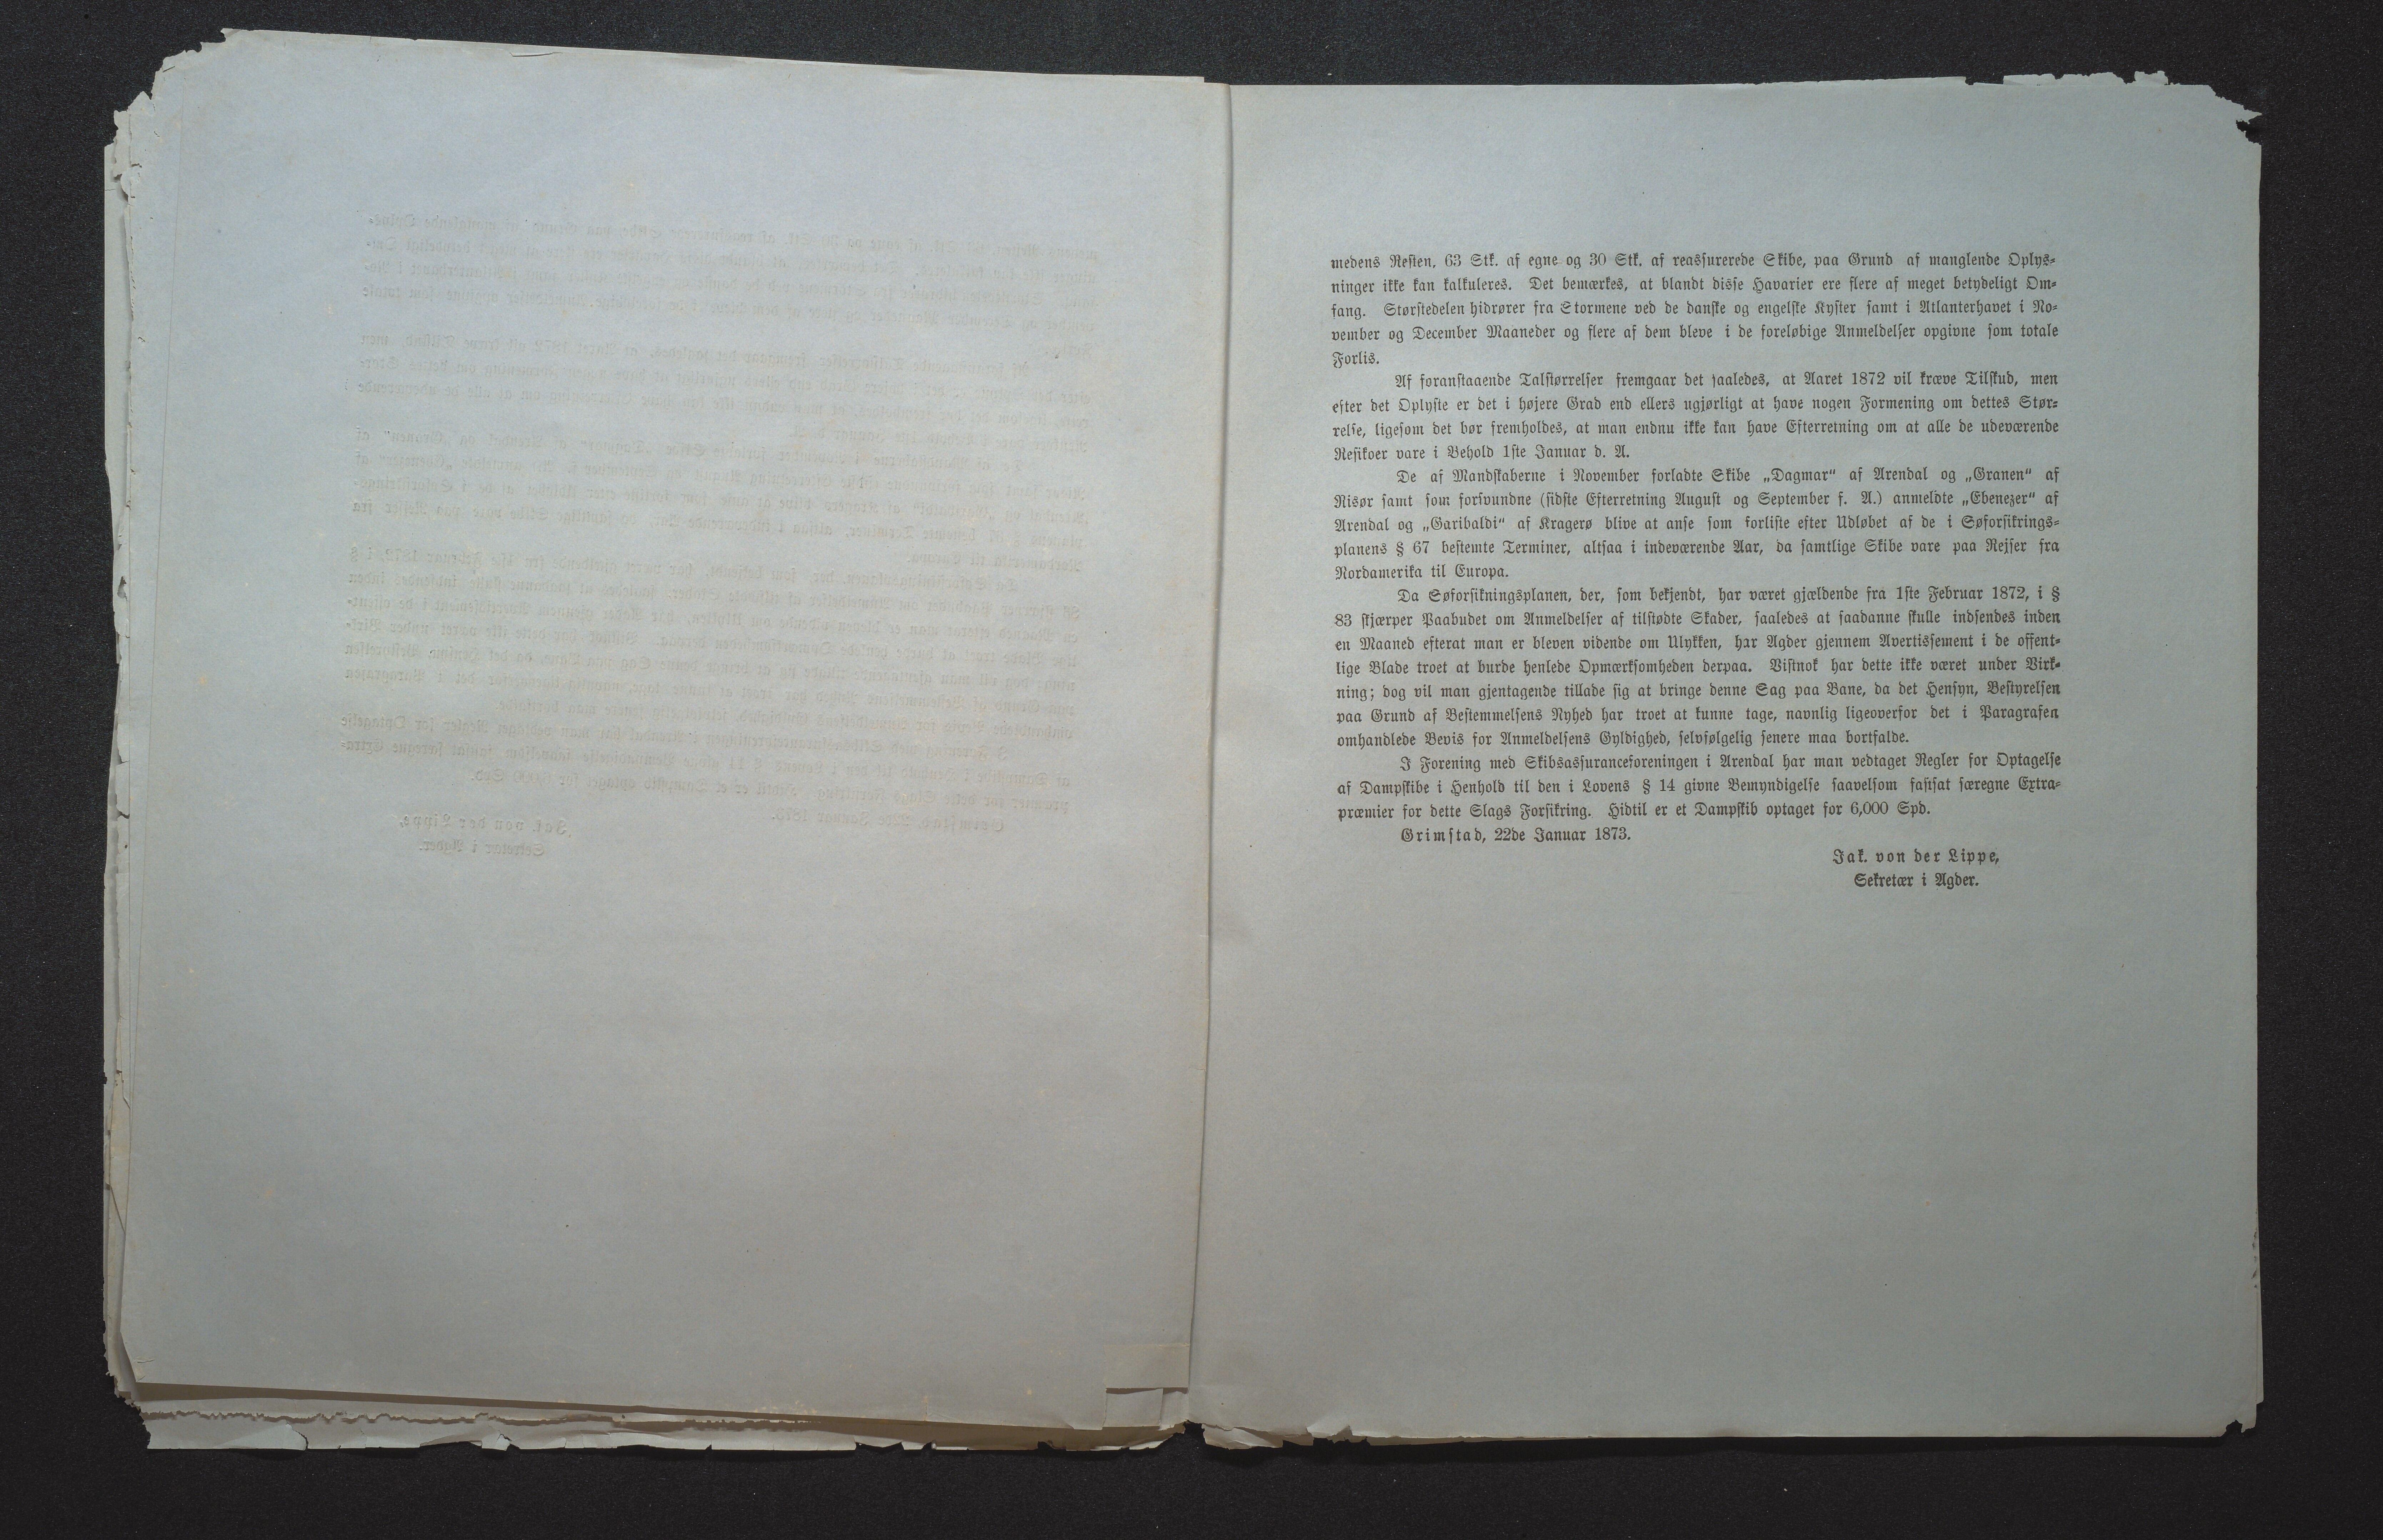 medens Resten, 63 Stk. af egne og 30 Stk. af reassurerede Skibe, paa Grund af manglende Oplys-
ninger ikke kan kalkuleres. Det bemærkes, at blandt disse Havarier ere flere af meget betydeligt Om-
fang. Størstedelen hidrører fra Stormene ved de danske og engelske Kyster samt i Atlanterhavet i No-
vember og December Maaneder og flere af dem bleve i de foreløbige Anmeldelser opgivne som totale
Forlis.
Af foranstaaende Talstørrelser fremgaar det saaledes, at Aaret 1872 vil kræve Tilskud, men
efter det Oplyste er det i højere Grad end ellers ugjørligt at have nogen Formening om dettes Stør-
relse, ligesom det bør fremholdes, at man endnu ikke kan have Efterretning om at alle de udeværende
Resikoer vare i Behold 1ste Januar d. A.
De af Mandskaberne i November forladte Skibe „Dagmar“ af Arendal og „Granen“ af
Risør samt som forsvundne (sidste Efterretning August og September f. A.) anmeldte „Ebenezer“ af
Arendal og „Garibaldi“ af Kragerø blive at anse som forliste efter Udløbet af de i Søforsikrings-
planens § 67 bestemte Terminer, altsaa i indeværende Aar, da samtlige Skibe vare paa Rejser fra
Nordamerika til Europa.
Da Søforsikningsplanen, der, som bekjendt, har været gjældende fra 1ste Februar 1872, i §
83 skjærper Paabudet om Anmeldelser af tilstødte Skader, saaledes at saadanne skulle indsendes inden
en Maaned efterat man er bleven vidende om Ulykken, har Agder gjennem Avertissement i de offent-
lige Blade troet at burde henlede Opmærksomheden derpaa. Vistnok har dette ikke været under Virk-
ning; dog vil man gjentagende tillade sig at bringe denne Sag paa Bane, da det Hensyn, Bestyrelsen
paa Grund af Bestemmelsens Nyhed har troet at kunne tage, navnlig ligeoverfor det i Paragrafen
omhandlede Bevis for Anmeldelsens Gyldighed, selvfølgelig senere maa bortfalde.
I Forening med Skibsassuranceforeningen i Arendal har man vedtaget Regler for Optagelse
af Dampskibe i Henhold til den i Lovens § 14 givne Bemyndigelse saavelsom fastsat særegne Extra-
præmier for dette Slags Forsikring. Hidtil er et Dampskib optaget for 6,000 Spd.
Grimstad, 22de Januar 1873.
Jak. von der Lippe,
Sekretær i Agder.